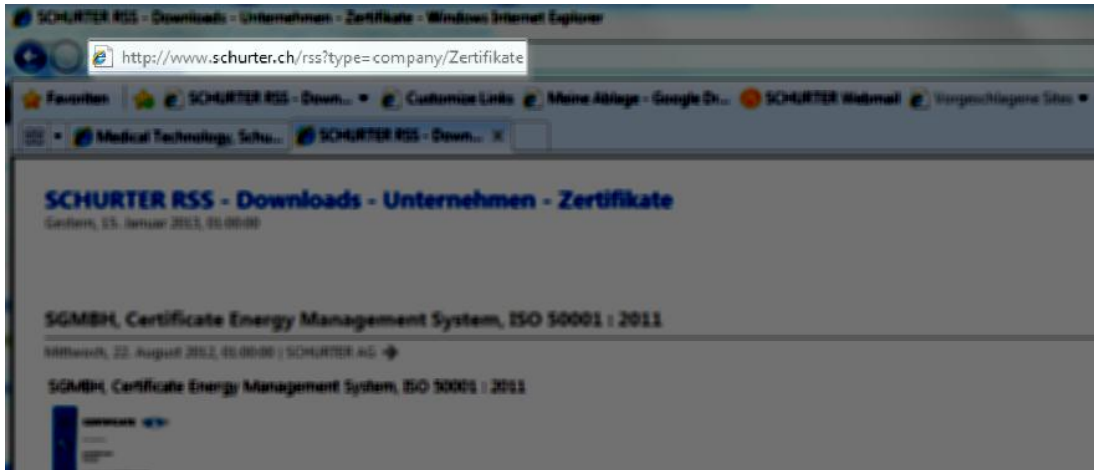 SCHURTER RSS - Downloads - Unternehmen - Zertifikate - Windows Internet Explorer
http://www.schurter.ch/rss?type=company/Zertifikate
Favoriten SCHURTER RSS - Down... Customize Links Meine Ablage - Google Dr... SCHURTER Webmail Vorgeschlagene Sites
Medical Technology, Schu... SCHURTER RSS - Down... X
SCHURTER RSS - Downloads - Unternehmen - Zertifikate
Gestern, 15. Januar 2013, 01:00:00
SGMBH, Certificate Energy Management System, ISO 50001 : 2011
Mittwoch, 22. August 2012, 01:00:00 | SCHURTER AG
SGMBH, Certificate Energy Management System, ISO 50001 : 2011